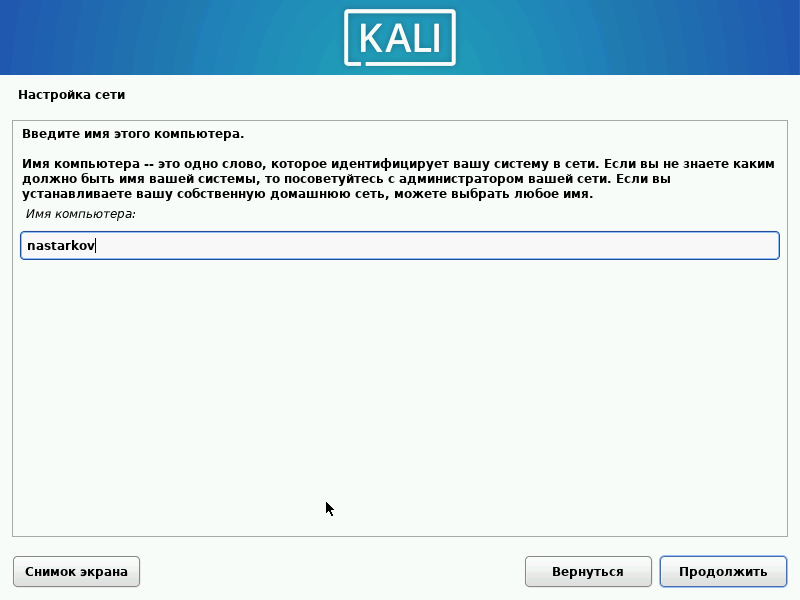 KALI
Настройка сети
Введите имя этого компьютера.
Имя компьютера -- это одно слово, которое идентифицирует вашу систему в сети. Если вы не знаете каким
должно быть имя вашей системы, то посоветуйтесь с администратором вашей сети. Если вы
устанавливаете вашу собственную домашнюю сеть, можете выбрать любое имя.
Имя компьютера:
nastarkov
Снимок экрана
Вернуться
Продолжить